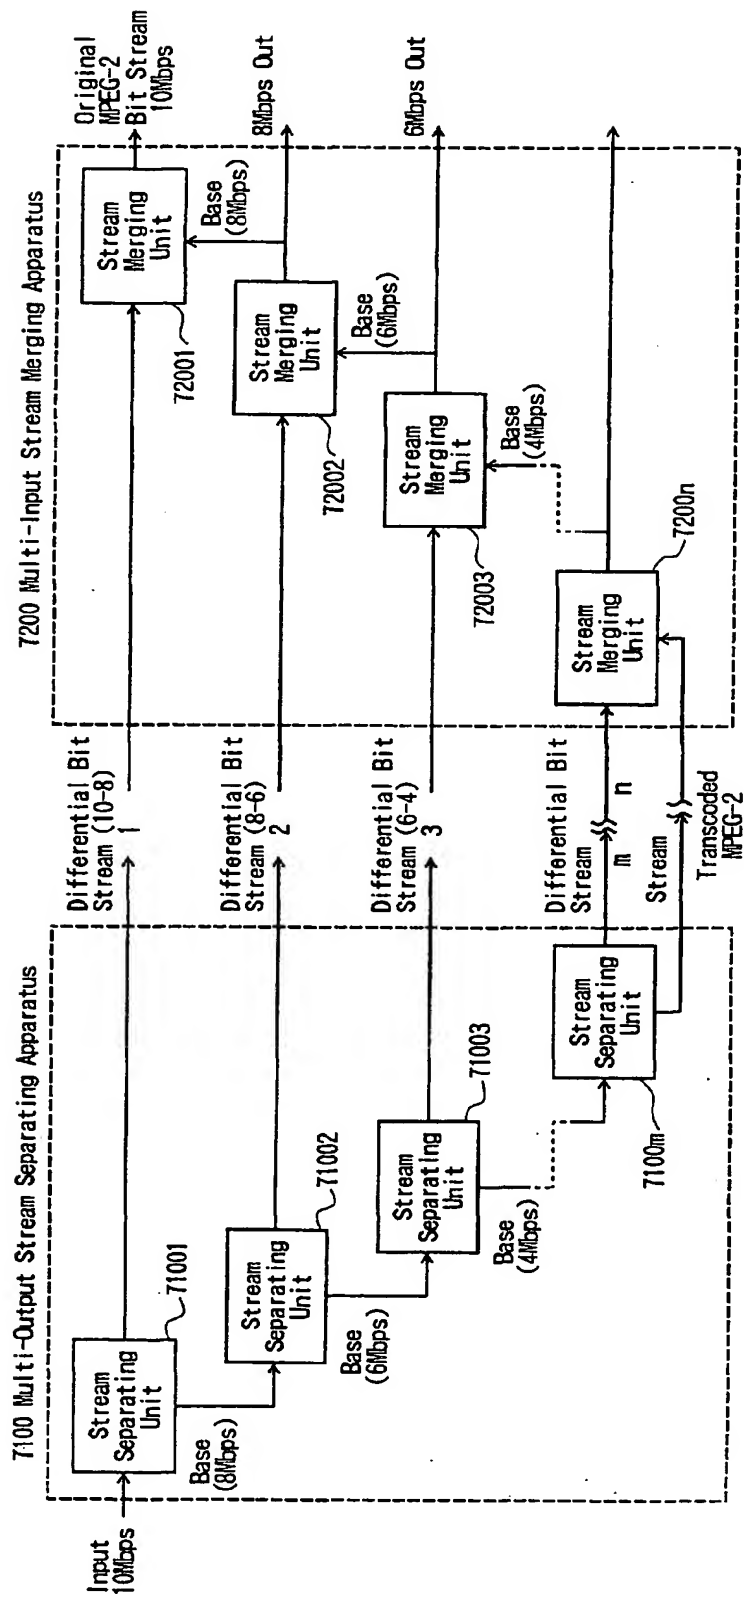 7100 Multi-Output Stream Separating Apparatus
7200 Multi-Input Stream Merging Apparatus
Input
10Mbps
Stream
Separating
Unit
71001
Base
(8Mbps)
Stream
Separating
Unit
71002
Base
(6Mbps)
Stream
Separating
Unit
71003
Base
(4Mbps)
Stream
Separating
Unit
7100m
Differential Bit
Stream (10-8)
1
Differential Bit
Stream (8-6)
2
Differential Bit
Stream (6-4)
3
Differential Bit
Stream
m
n
Stream
Transcoded
MPEG-2
Stream
Merging
Unit
72001
Base
(8Mbps)
Stream
Merging
Unit
72002
Base
(6Mbps)
Stream
Merging
Unit
72003
Base
(4Mbps)
Stream
Merging
Unit
7200n
Original
MPEG-2
Bit Stream
10Mbps
8Mbps Out
6Mbps Out